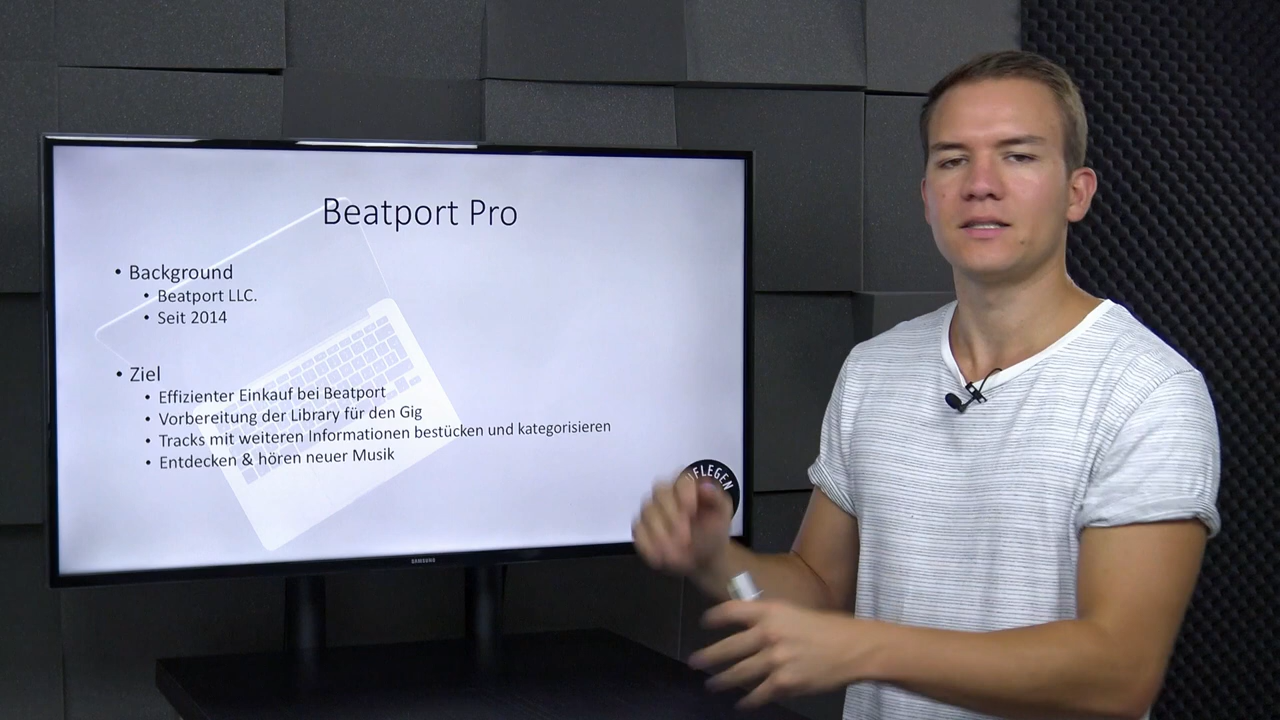 Beatport Pro
• Background
• Beatport LLC.
• Seit 2014
• Ziel
• Effizienter Einkauf bei Beatport
• Vorbereitung der Library für den Gig
• Tracks mit weiteren Informationen bestücken und kategorisieren
• Entdecken & hören neuer Musik
SAMSUNG